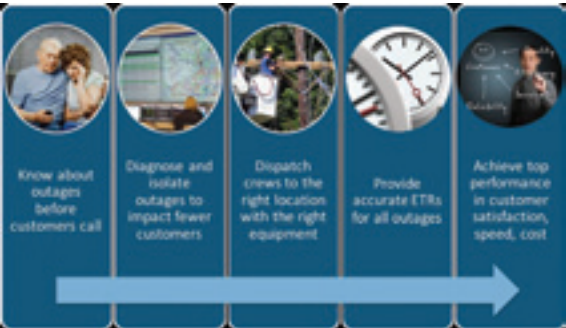 Know about
outages
before
customers call
Diagnose and
isolate
outages to
impact fewer
customers
Dispatch
crews to the
right location
with the right
equipment
Provide
accurate ETRs
for all outages
Achieve top
performance
in customer
satisfaction,
speed, cost